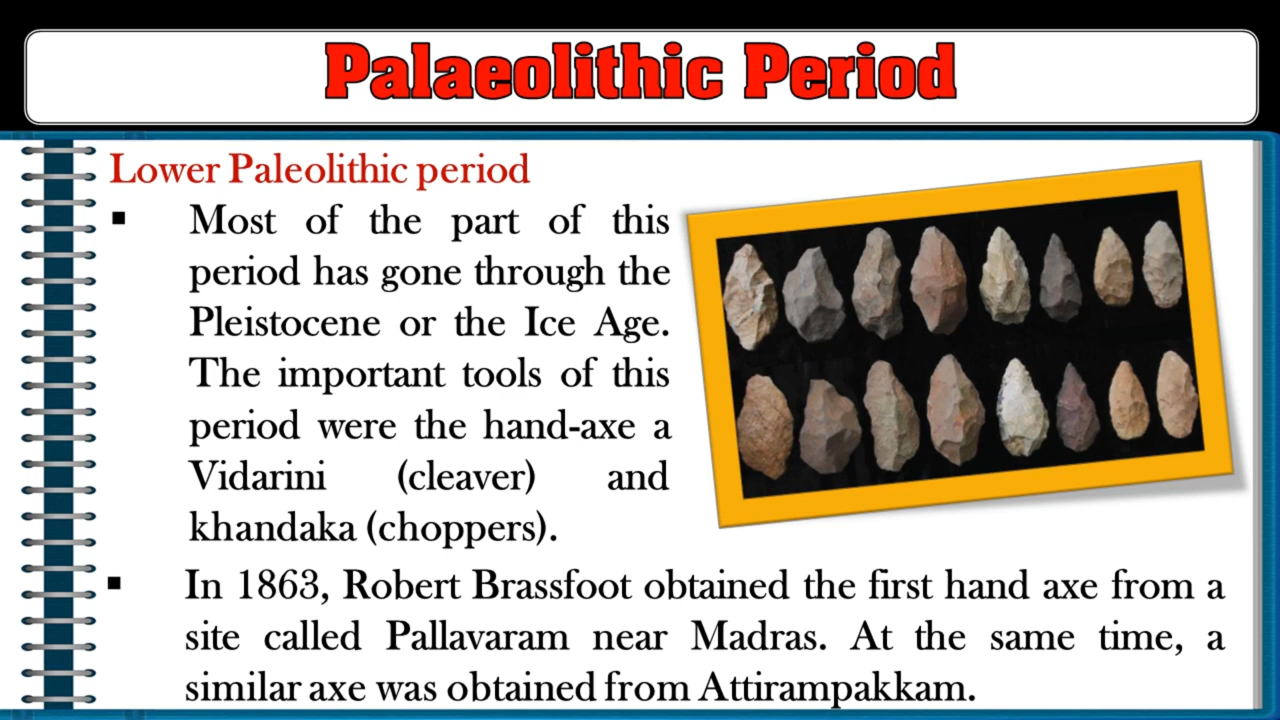 Palaeolithic Period
Lower Paleolithic period
▪ Most of the part of this
period has gone through the
Pleistocene or the Ice Age.
The important tools of this
period were the hand-axe a
Vidarini (cleaver) and
khandaka (choppers).
▪ In 1863, Robert Brassfoot obtained the first hand axe from a
site called Pallavaram near Madras. At the same time, a
similar axe was obtained from Attirampakkam.